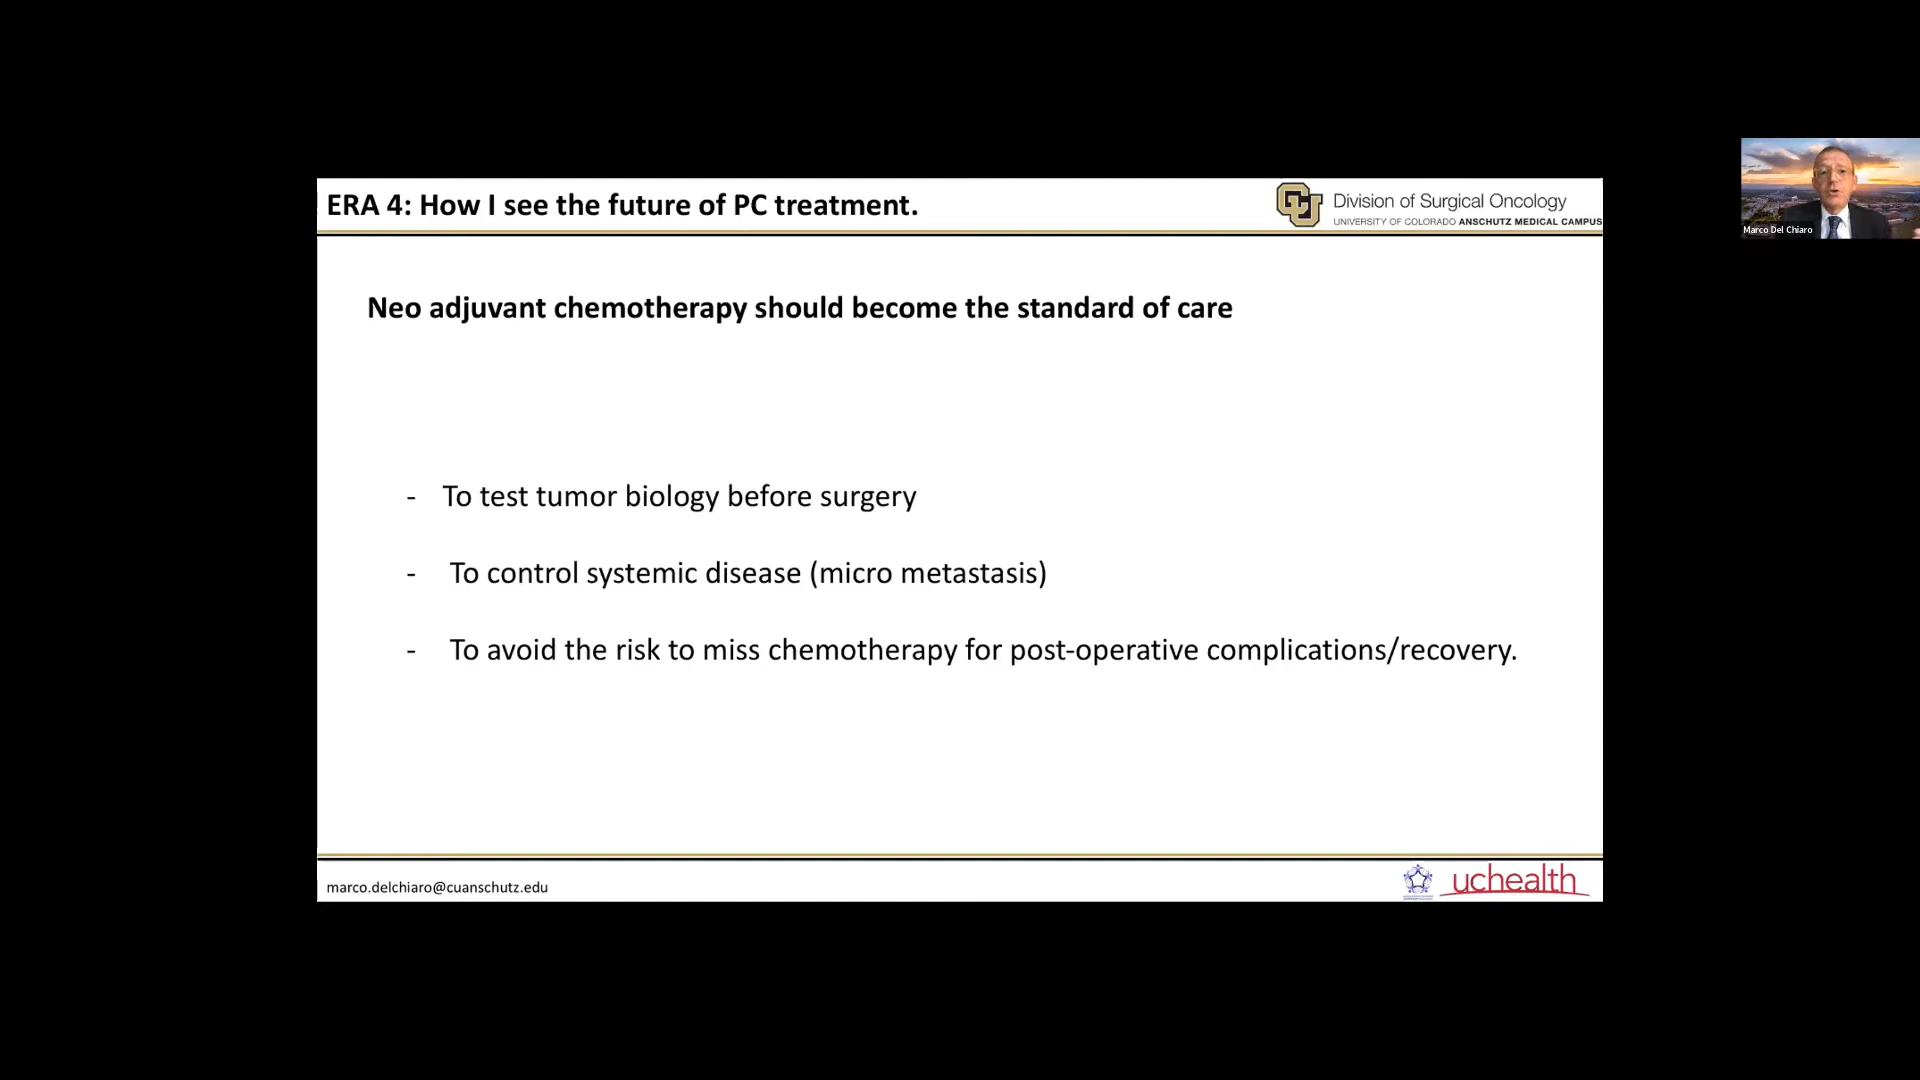 ERA 4: How I see the future of PC treatment.
Division of Surgical Oncology
UNIVERSITY OF COLORADO ANSCHUTZ MEDICAL CAMPUS
Marco Del Chiaro
Neo adjuvant chemotherapy should become the standard of care
- To test tumor biology before surgery
- To control systemic disease (micro metastasis)
- To avoid the risk to miss chemotherapy for post-operative complications/recovery.
marco.delchiaro@cuanschutz.edu
uchealth